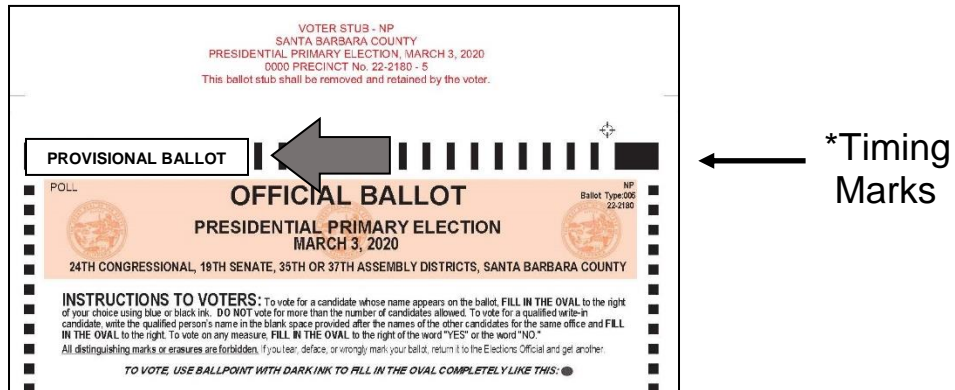 VOTER STUB - NP
SANTA BARBARA COUNTY
PRESIDENTIAL PRIMARY ELECTION, MARCH 3, 2020
0000 PRECINCT No. 22-2180 - 5
This ballot stub shall be removed and retained by the voter.
PROVISIONAL BALLOT
*Timing
Marks
POLL
OFFICIAL BALLOT
NP
Ballot Type:005
22-2180
PRESIDENTIAL PRIMARY ELECTION
MARCH 3, 2020
24TH CONGRESSIONAL, 19TH SENATE, 35TH OR 37TH ASSEMBLY DISTRICTS, SANTA BARBARA COUNTY
INSTRUCTIONS TO VOTERS: To vote for a candidate whose name appears on the ballot, FILL IN THE OVAL to the right
of your choice using blue or black ink. DO NOT vote for more than the number of candidates allowed. To vote for a qualified write-in
candidate, write the qualified person's name in the blank space provided after the names of the other candidates for the same office and FILL
IN THE OVAL to the right. To vote on any measure, FILL IN THE OVAL to the right of the word "YES" or the word "NO."
All distinguishing marks or erasures are forbidden. If you tear, deface, or wrongly mark your ballot, return it to the Elections Official and get another.
TO VOTE, USE BALLPOINT WITH DARK INK TO FILL IN THE OVAL COMPLETELY LIKE THIS: